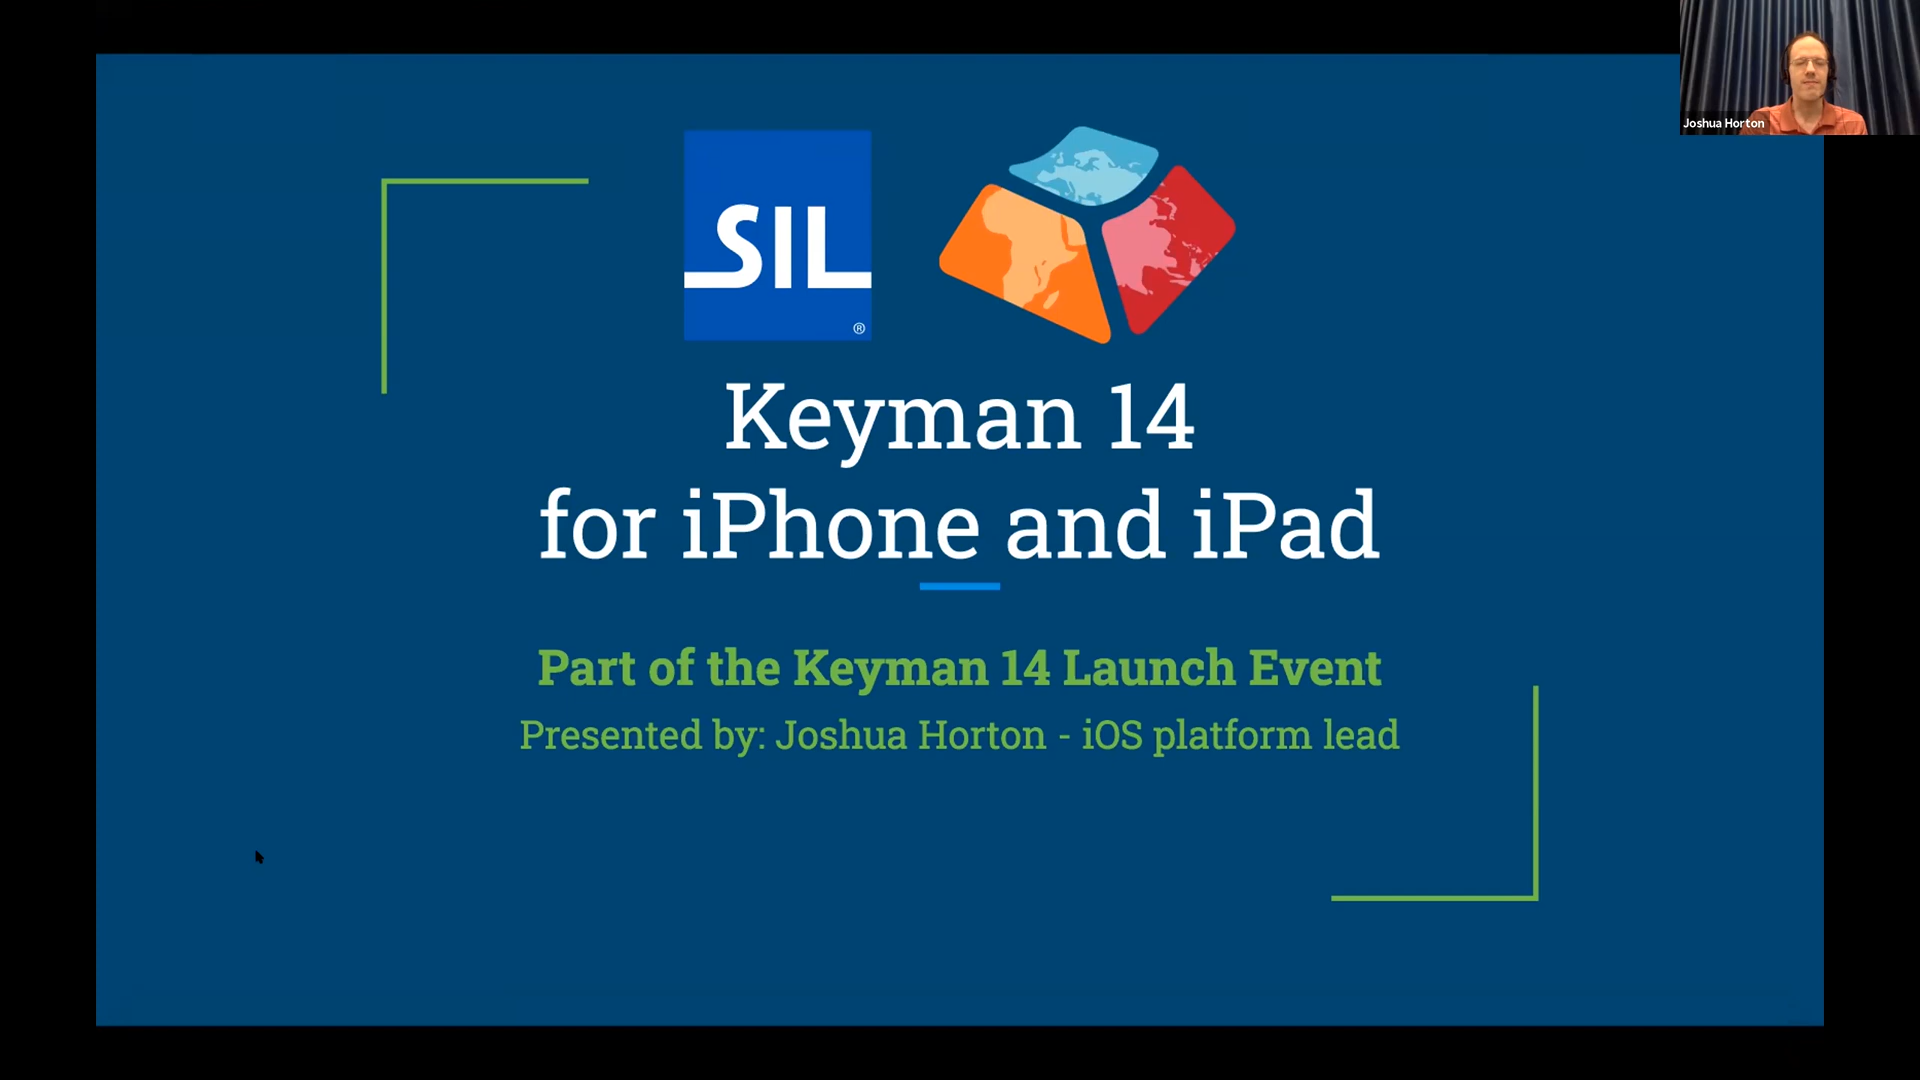 Joshua Horton
SIL
®
Keyman 14
for iPhone and iPad
Part of the Keyman 14 Launch Event
Presented by: Joshua Horton - iOS platform lead